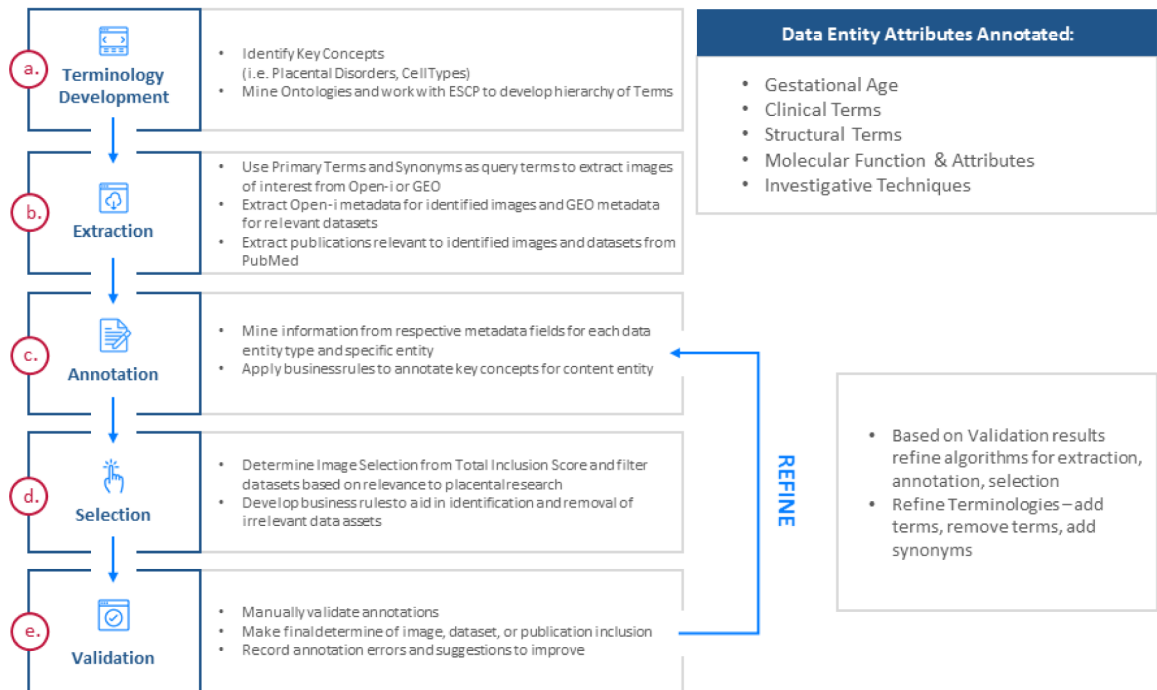 a.
Terminology
Development
• Identify Key Concepts
(i.e. Placental Disorders, Cell Types)
• Mine Ontologies and work with ESCP to develop hierarchy of Terms
b.
Extraction
• Use Primary Terms and Synonyms as query terms to extract images
of interest from Open-i or GEO
• Extract Open-i metadata for identified images and GEO metadata
for relevant datasets
• Extract publications relevant to identified images and datasets from
PubMed
c.
Annotation
• Mine information from respective metadata fields for each data
entity type and specific entity
• Apply business rules to annotate key concepts for content entity
d.
Selection
• Determine Image Selection from Total Inclusion Score and filter
datasets based on relevance to placental research
• Develop business rules to a aid in identification and removal of
irrelevant data assets
e.
Validation
• Manually validate annotations
• Make final determine of image, dataset, or publication inclusion
• Record annotation errors and suggestions to improve
Data Entity Attributes Annotated:
• Gestational Age
• Clinical Terms
• Structural Terms
• Molecular Function & Attributes
• Investigative Techniques
REFINE
• Based on Validation results
refine algorithms for extraction,
annotation, selection
• Refine Terminologies – add
terms, remove terms, add
synonyms